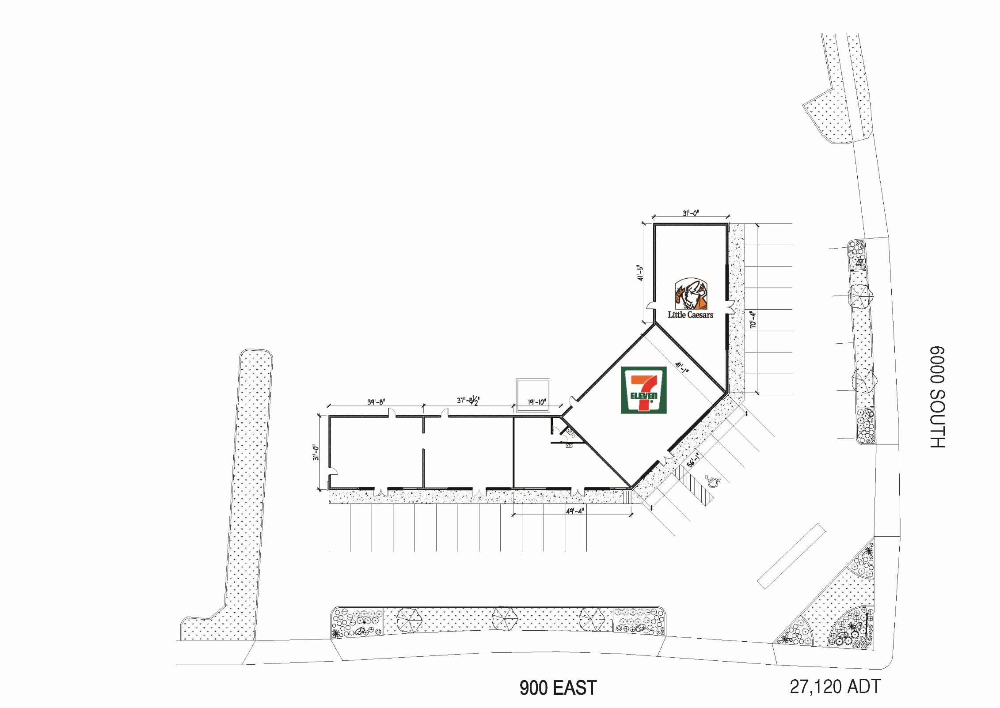 31'-0"
41'-5"
Little Caesars
70'-4"
41'-1"
7
ELEVEN
6000 SOUTH
39'-8"
37'-8½"
19'-10"
31'-0"
56'-1"
49'-4"
900 EAST
27,120 ADT